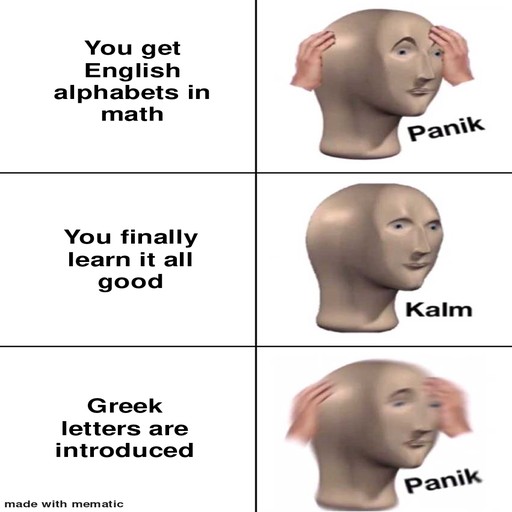 You get
English
alphabets in
math
Panik
You finally
learn it all
good
Kalm
Greek
letters are
introduced
Panik
made with mematic